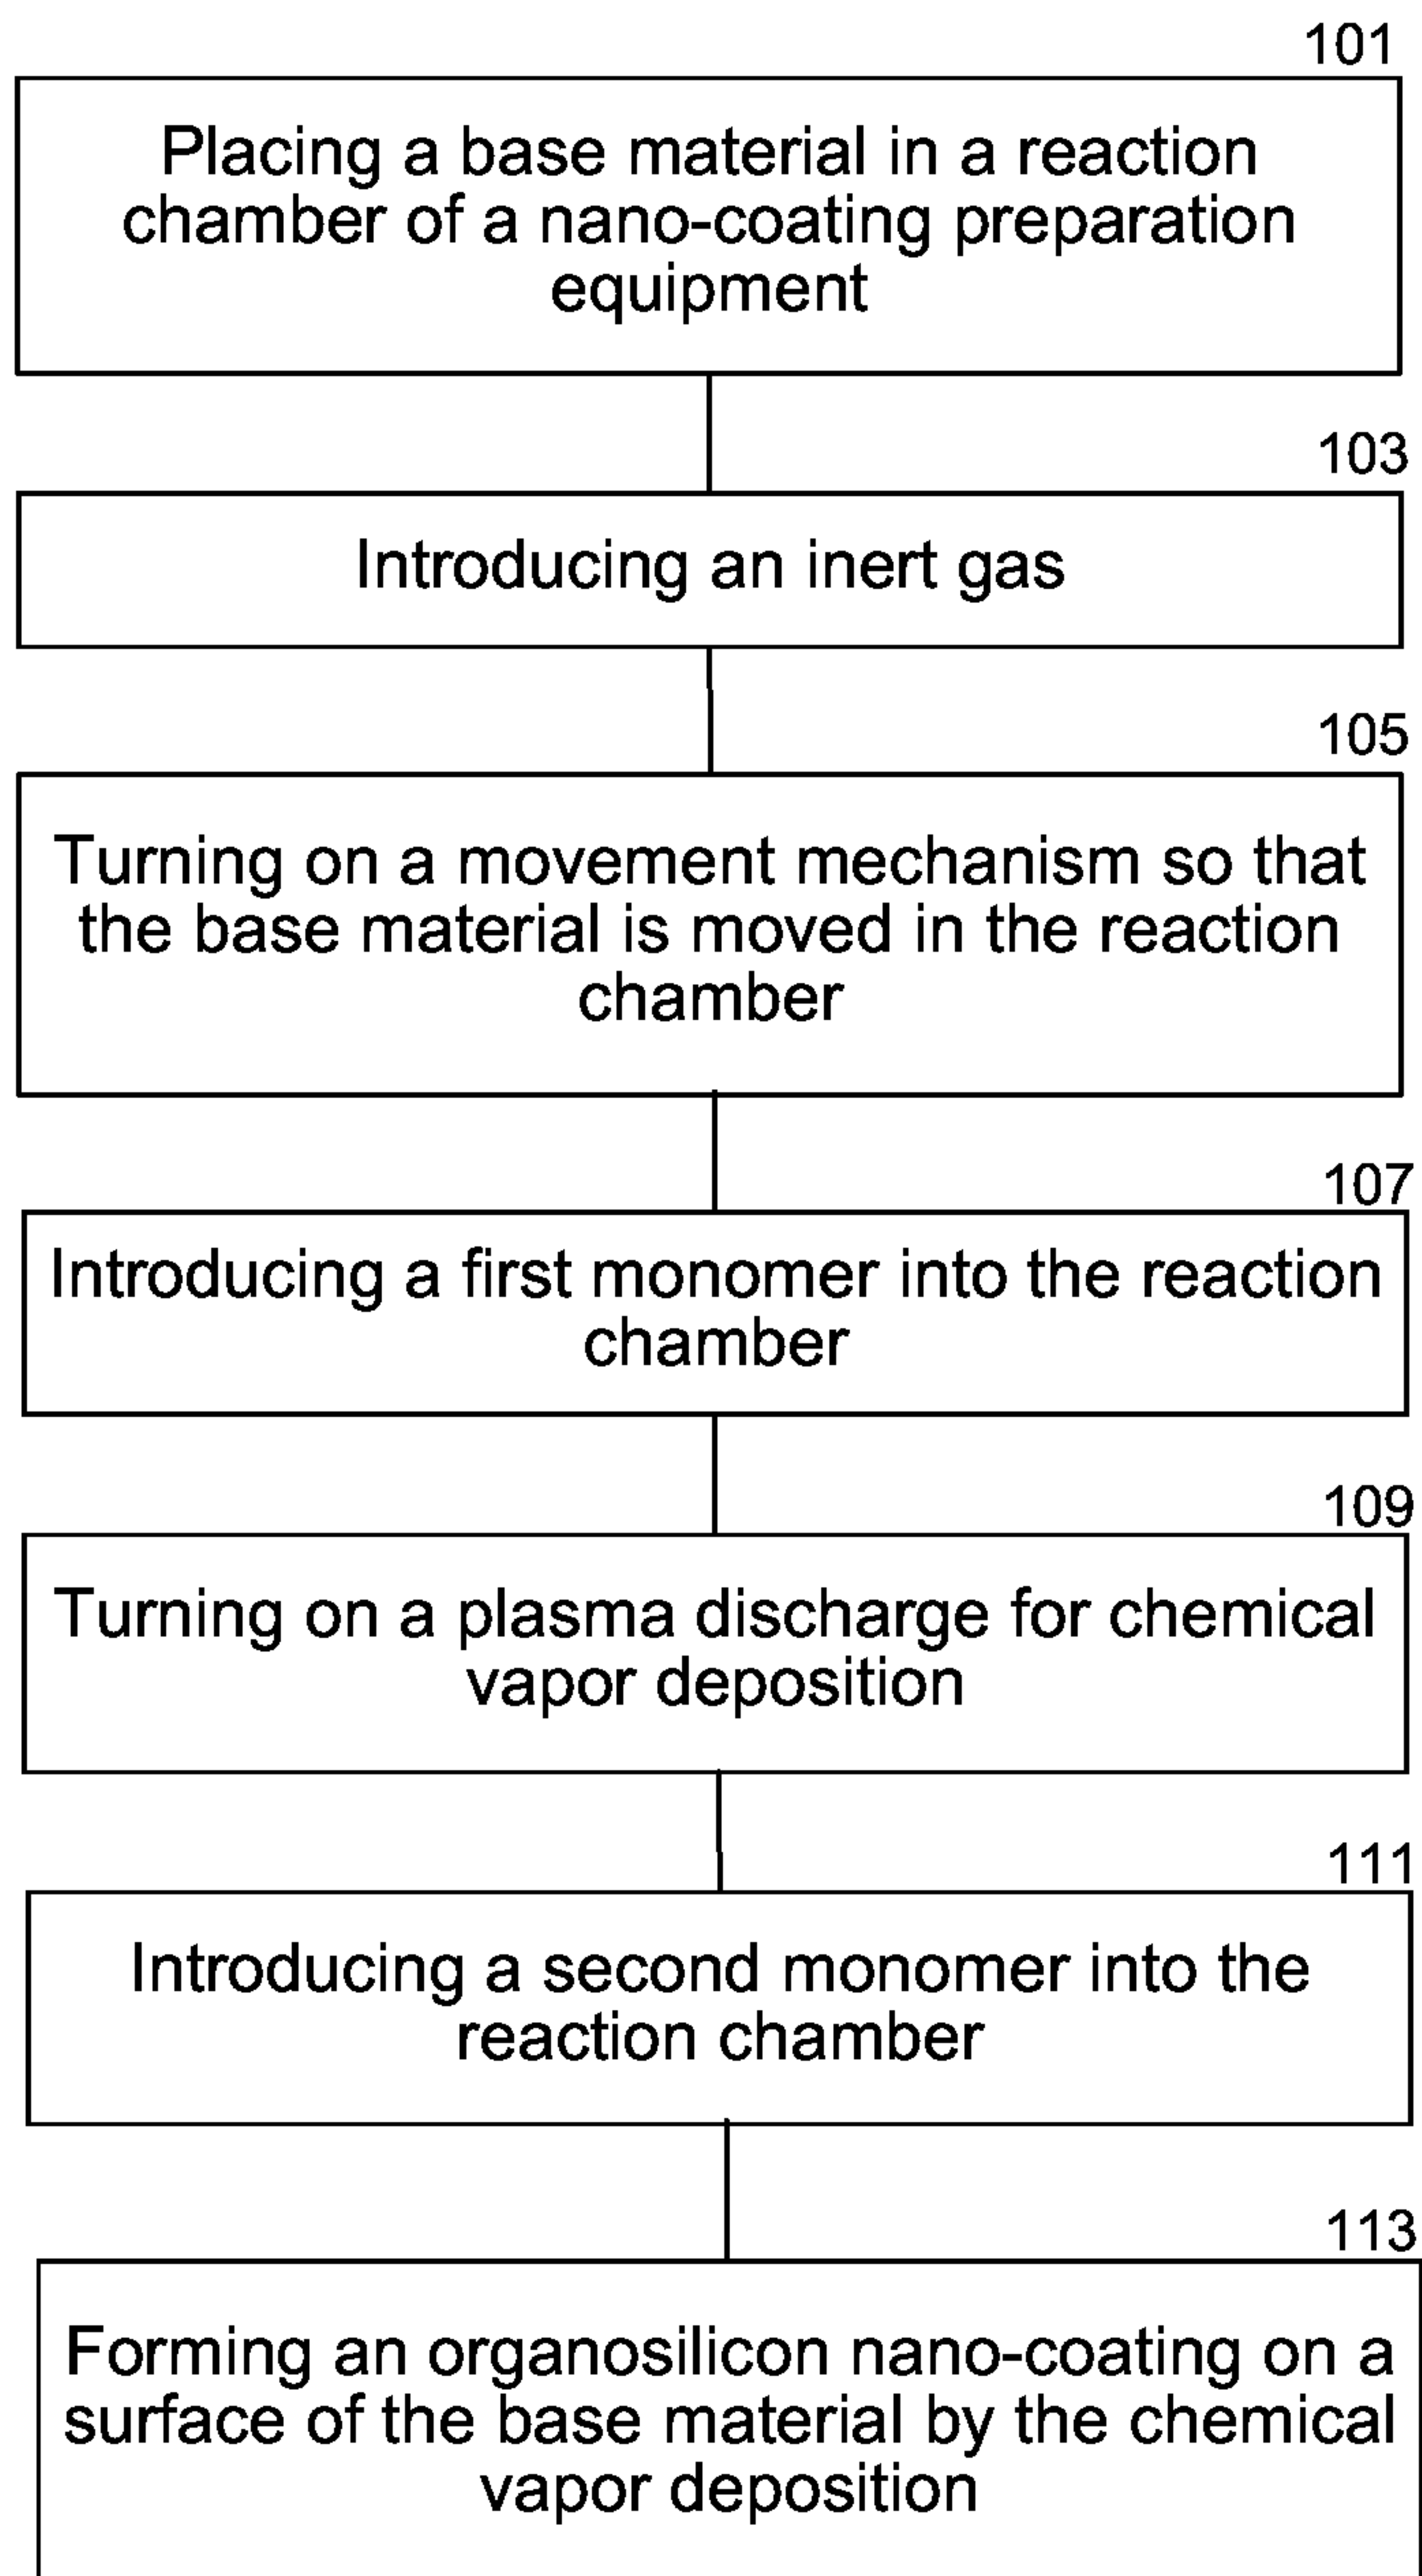 101
Placing a base material in a reaction
chamber of a nano-coating preparation
equipment
103
Introducing an inert gas
105
Turning on a movement mechanism so that
the base material is moved in the reaction
chamber
107
Introducing a first monomer into the reaction
chamber
109
Turning on a plasma discharge for chemical
vapor deposition
111
Introducing a second monomer into the
reaction chamber
113
Forming an organosilicon nano-coating on a
surface of the base material by the chemical
vapor deposition